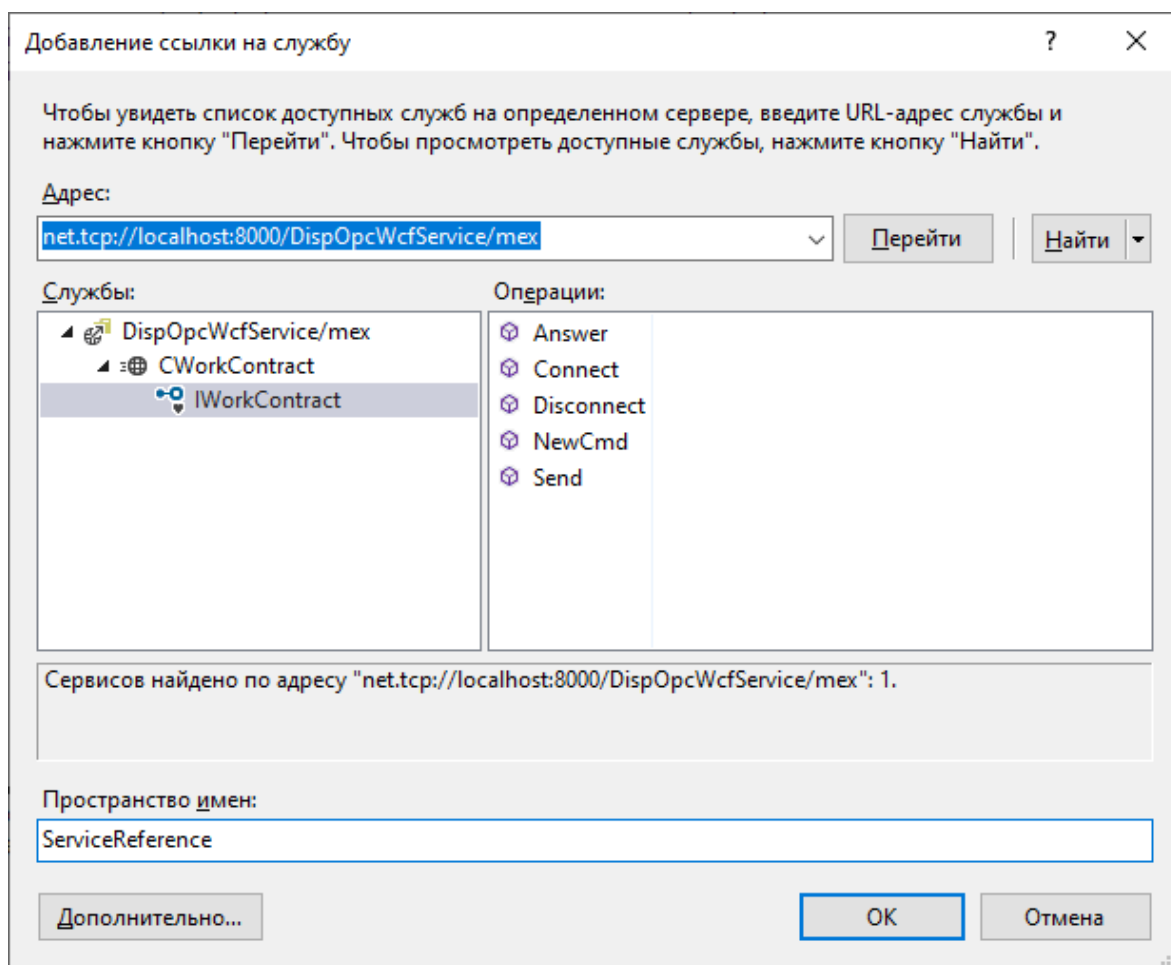 Добавление ссылки на службу
Чтобы увидеть список доступных служб на определенном сервере, введите URL-адрес службы и
нажмите кнопку "Перейти". Чтобы просмотреть доступные службы, нажмите кнопку "Найти".
Адрес:
net.tcp://localhost:8000/DispOpcWcfService/mex
Перейти
Найти
Службы:
Операции:
DispOpcWcfService/mex
CWorkContract
IWorkContract
Answer
Connect
Disconnect
NewCmd
Send
Сервисов найдено по адресу "net.tcp://localhost:8000/DispOpcWcfService/mex": 1.
Пространство имен:
ServiceReference
Дополнительно...
OK
Отмена